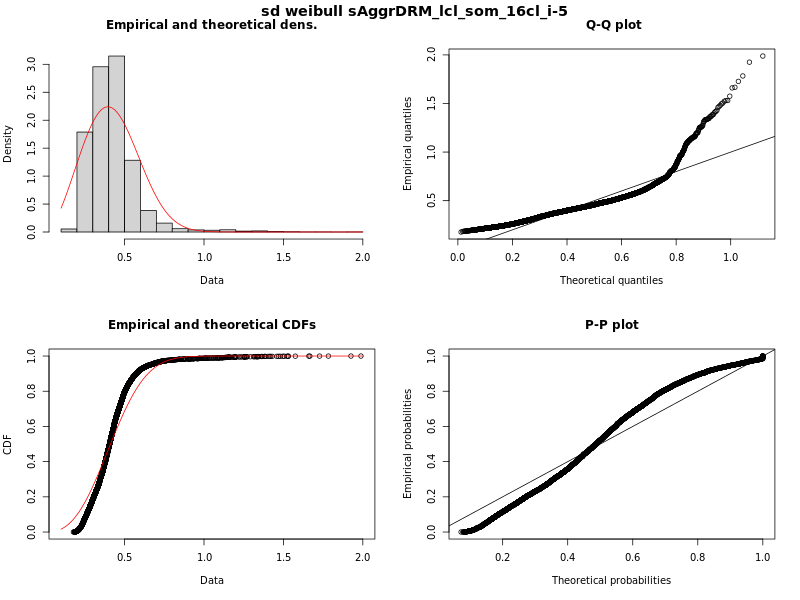 sd weibull sAggrDRM_lcl_som_16cl_i-5
Empirical and theoretical dens.
Density
0.0 0.5 1.0 1.5 2.0 2.5 3.0
0.5 1.0 1.5 2.0
Data
Q-Q plot
Empirical quantiles
0.5 1.0 1.5 2.0
0.0 0.2 0.4 0.6 0.8 1.0
Theoretical quantiles
Empirical and theoretical CDFs
CDF
0.0 0.2 0.4 0.6 0.8 1.0
0.5 1.0 1.5 2.0
Data
P-P plot
Empirical probabilities
0.0 0.2 0.4 0.6 0.8 1.0
0.2 0.4 0.6 0.8 1.0
Theoretical probabilities